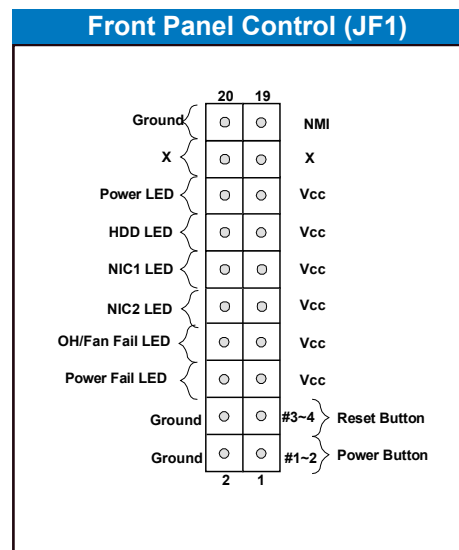 Front Panel Control (JF1)
20 19
Ground NMI
X X
Power LED Vcc
HDD LED Vcc
NIC1 LED Vcc
NIC2 LED Vcc
OH/Fan Fail LED Vcc
Power Fail LED Vcc
Ground #3~4 Reset Button
Ground #1~2 Power Button
2 1